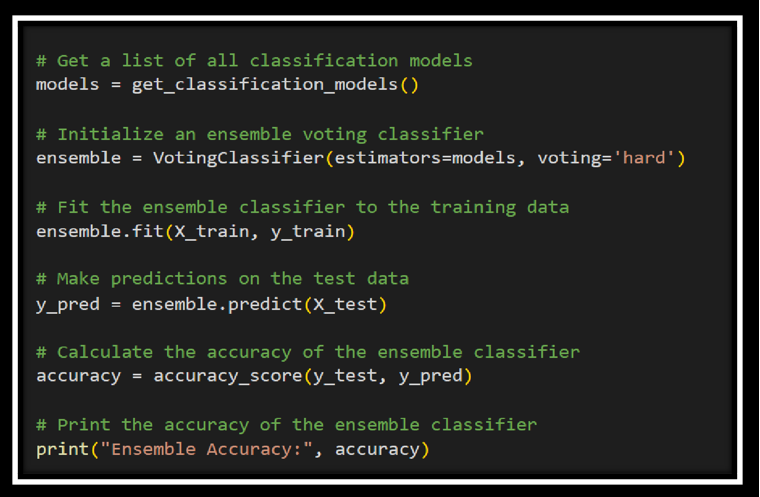 # Get a list of all classification models
models = get_classification_models()
# Initialize an ensemble voting classifier
ensemble = VotingClassifier(estimators=models, voting='hard')
# Fit the ensemble classifier to the training data
ensemble.fit(X_train, y_train)
# Make predictions on the test data
y_pred = ensemble.predict(X_test)
# Calculate the accuracy of the ensemble classifier
accuracy = accuracy_score(y_test, y_pred)
# Print the accuracy of the ensemble classifier
print("Ensemble Accuracy:", accuracy)